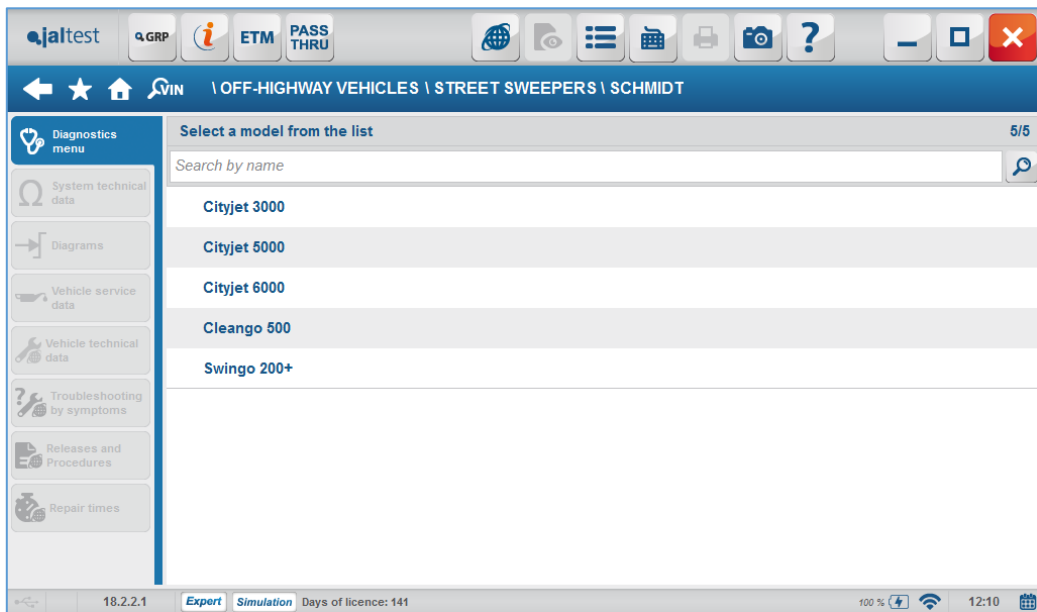 jaltest
GRP
i
ETM
PASS
THRU
?
VIN
\ OFF-HIGHWAY VEHICLES \ STREET SWEEPERS \ SCHMIDT
Diagnostics
menu
Select a model from the list
5/5
Search by name
System technical
data
Diagrams
Vehicle service
data
Vehicle technical
data
Troubleshooting
by symptoms
Releases and
Procedures
Repair times
Cityjet 3000
Cityjet 5000
Cityjet 6000
Cleango 500
Swingo 200+
18.2.2.1
Expert
Simulation
Days of licence: 141
100 %
12:10